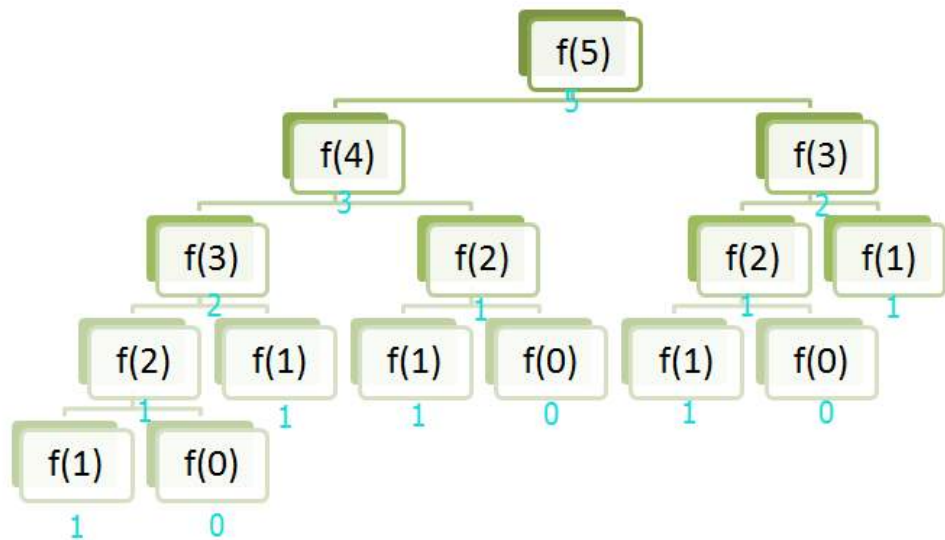 f(5)
5
f(4) f(3)
3 2
f(3) f(2) f(2) f(1)
2 1 1 1
f(2) f(1) f(1) f(0) f(1) f(0)
1 1 1 0 1 0
f(1) f(0)
1 0